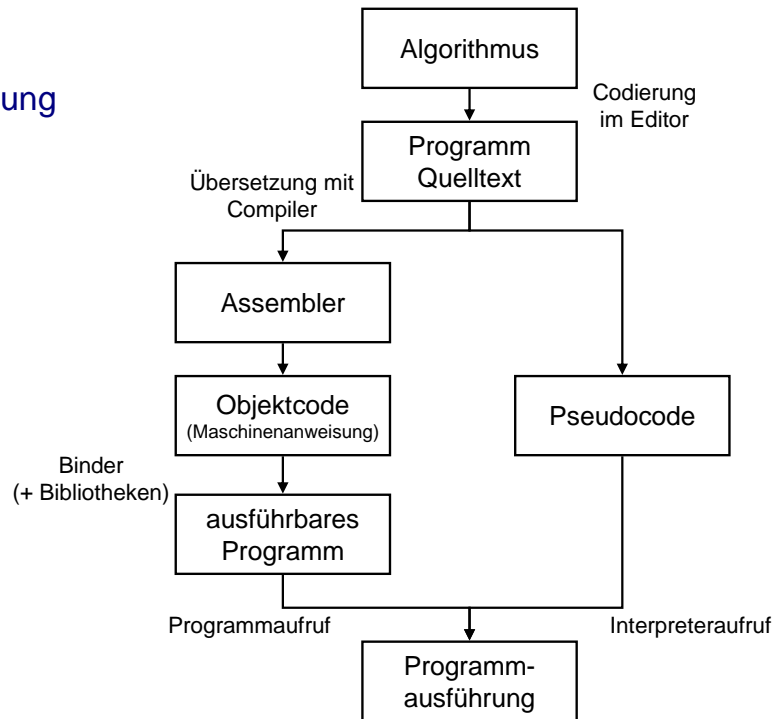 Algorithmus
ung
Codierung
im Editor
Programm
Quelltext
Übersetzung mit
Compiler
Assembler
Objektcode
(Maschinenanweisung)
Pseudocode
Binder
(+ Bibliotheken)
ausführbares
Programm
Programmaufruf
Interpreteraufruf
Programm-
ausführung